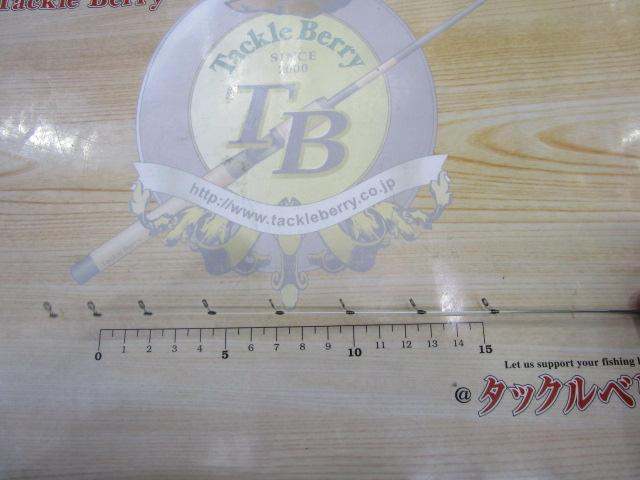 Tackle Berry
Tackle Berry
SINCE
2000
TB
http://www.tackleberry.co.jp
0 1 2 3 4 5 6 7 8 9 10 11 12 13 14 15
Let us support your fishing
@タックルベ